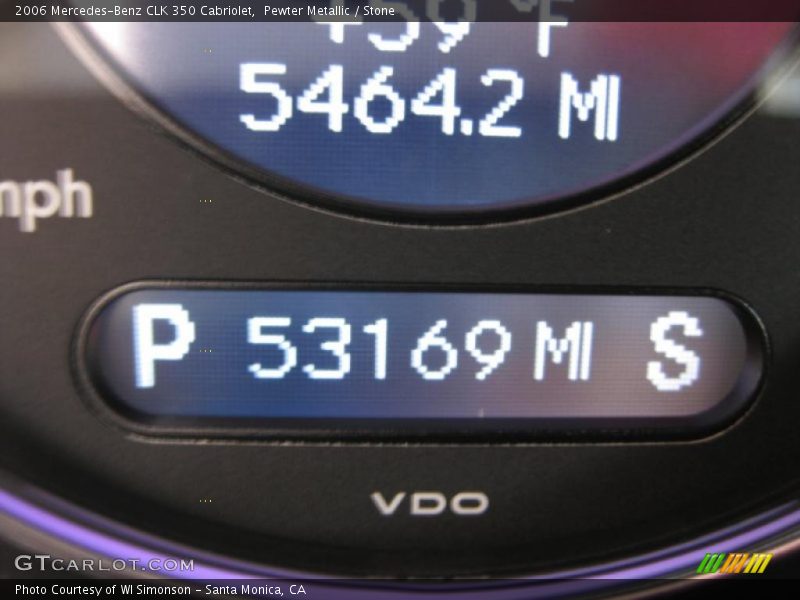 2006 Mercedes-Benz CLK 350 Cabriolet, Pewter Metallic / Stone
+59 °F
5464.2 MI
mph
P 53169 MI S
VDO
GTCARLOT.COM
Photo Courtesy of WI Simonson - Santa Monica, CA